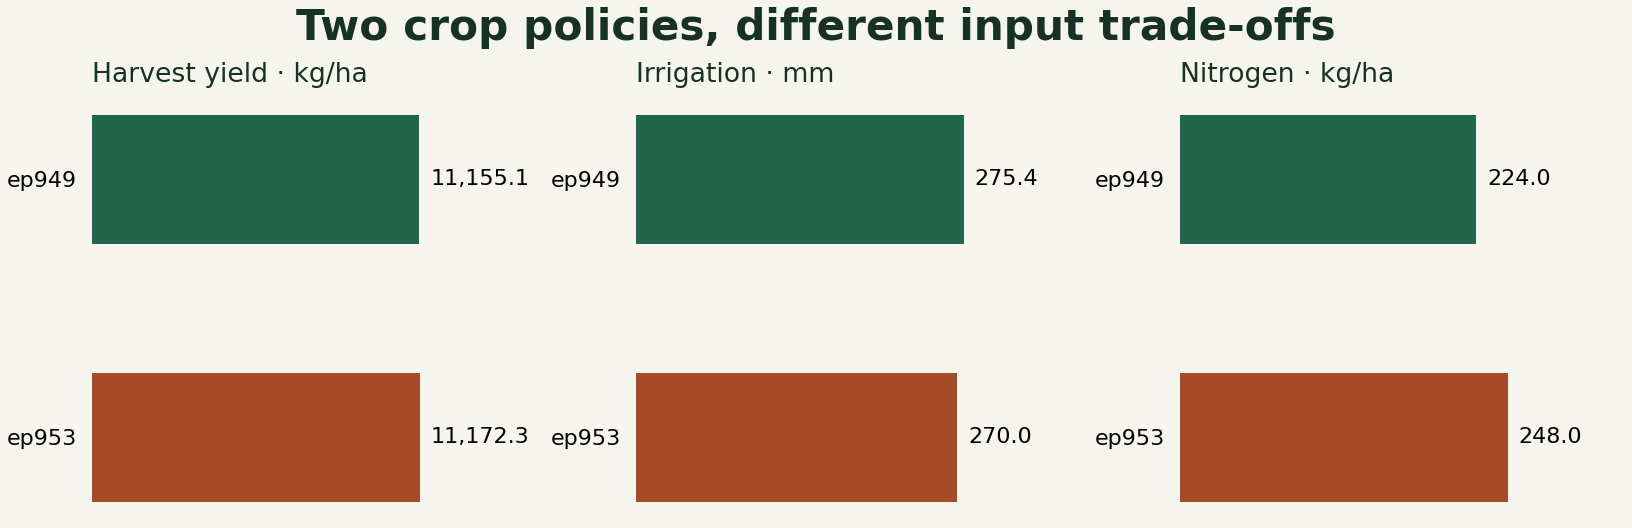 Two crop policies, different input trade-offs
Harvest yield · kg/ha
ep949
11,155.1
ep953
11,172.3
Irrigation · mm
ep949
275.4
ep953
270.0
Nitrogen · kg/ha
ep949
224.0
ep953
248.0